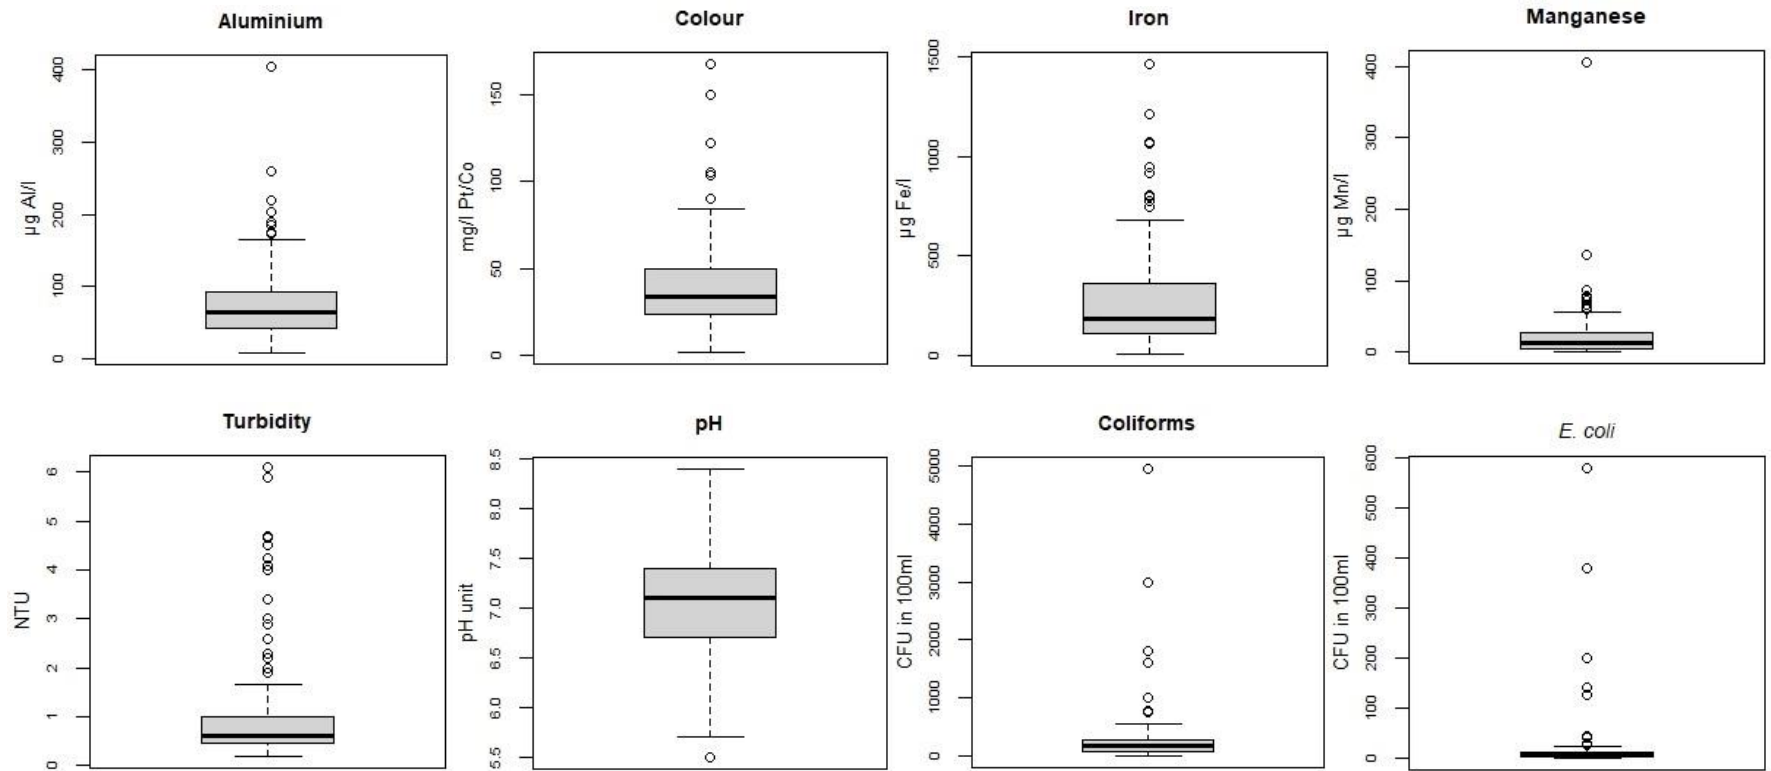 Aluminium
µg Al/l
400
300
200
100
0
Colour
mg/l Pt/Co
150
100
50
0
Iron
µg Fe/l
1500
1000
500
0
Manganese
µg Mn/l
400
300
200
100
0
Turbidity
NTU
6
5
4
3
2
1
0
pH
pH unit
8.5
8.0
7.5
7.0
6.5
6.0
5.5
Coliforms
CFU in 100ml
5000
4000
3000
2000
1000
0
E. coli
CFU in 100ml
600
500
400
300
200
100
0